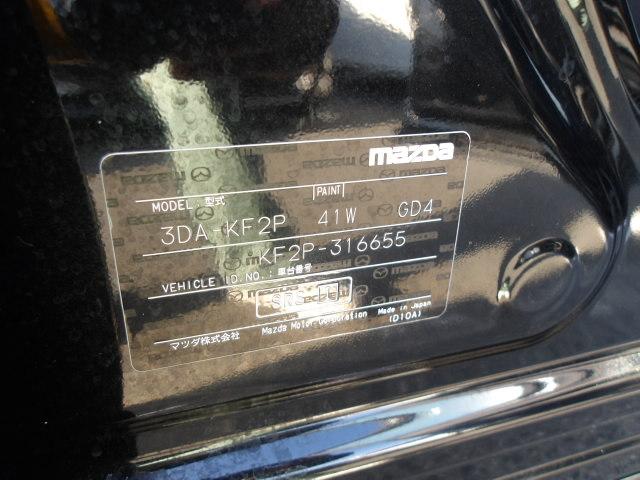 mazda
MODEL:型式 PAINT
3DA-KF2P 41W GD4
KF2P-316655
VEHICLE ID.NO.:車台番号
マツダ株式会社 Mazda Motor Corporation Made in Japan
(D10A)